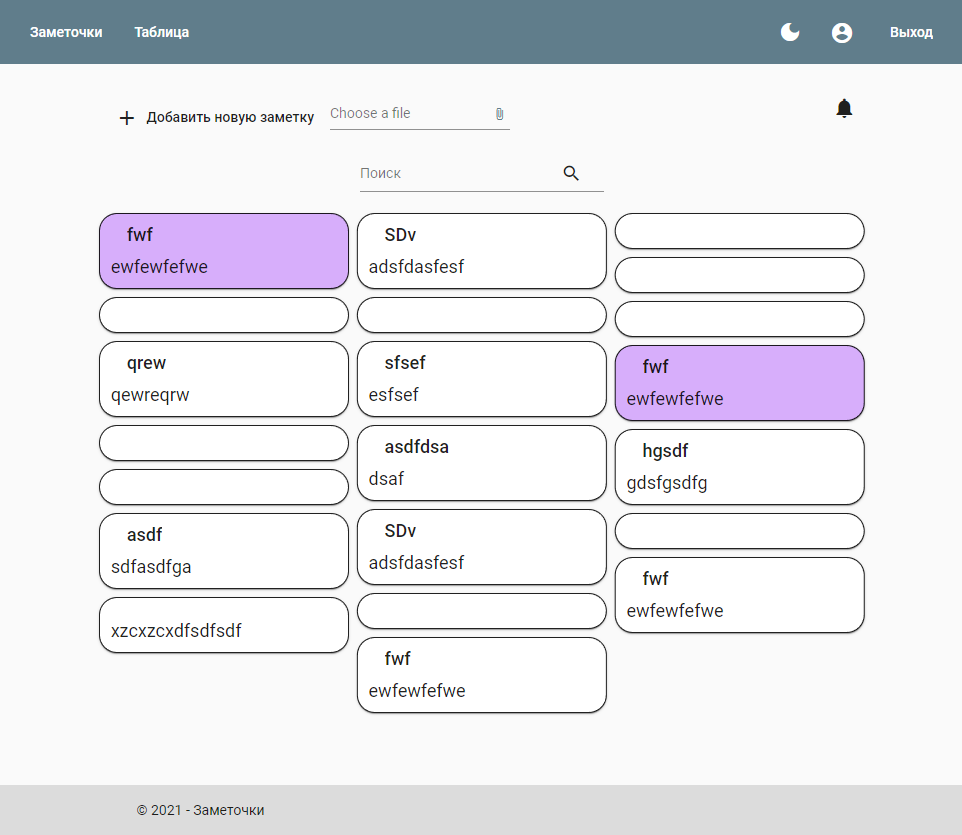 Заметочки Таблица Выход
Добавить новую заметку Choose a file
Поиск
fwf
ewfewfefwe
qrew
qewreqrw
asdf
sdfasdfga
xzcxzcxdfsdfsdf
SDv
adsfdasfesf
sfsef
esfsef
asdfdsa
dsaf
SDv
adsfdasfesf
fwf
ewfewfefwe
fwf
ewfewfefwe
hgsdf
gdsfgsdfg
fwf
ewfewfefwe
© 2021 - Заметочки